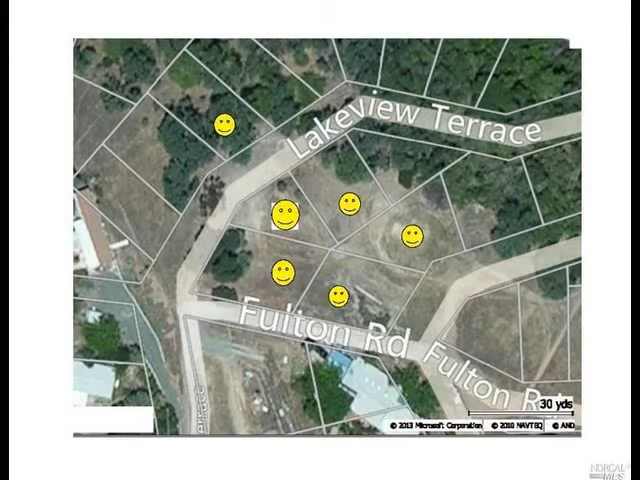 Lakeview Terrace
Fulton Rd
Fulton R
errace
30 yds
© 2013 Microsoft Corporation © 2010 NAVTEQ © AND
NORCAL
MLS